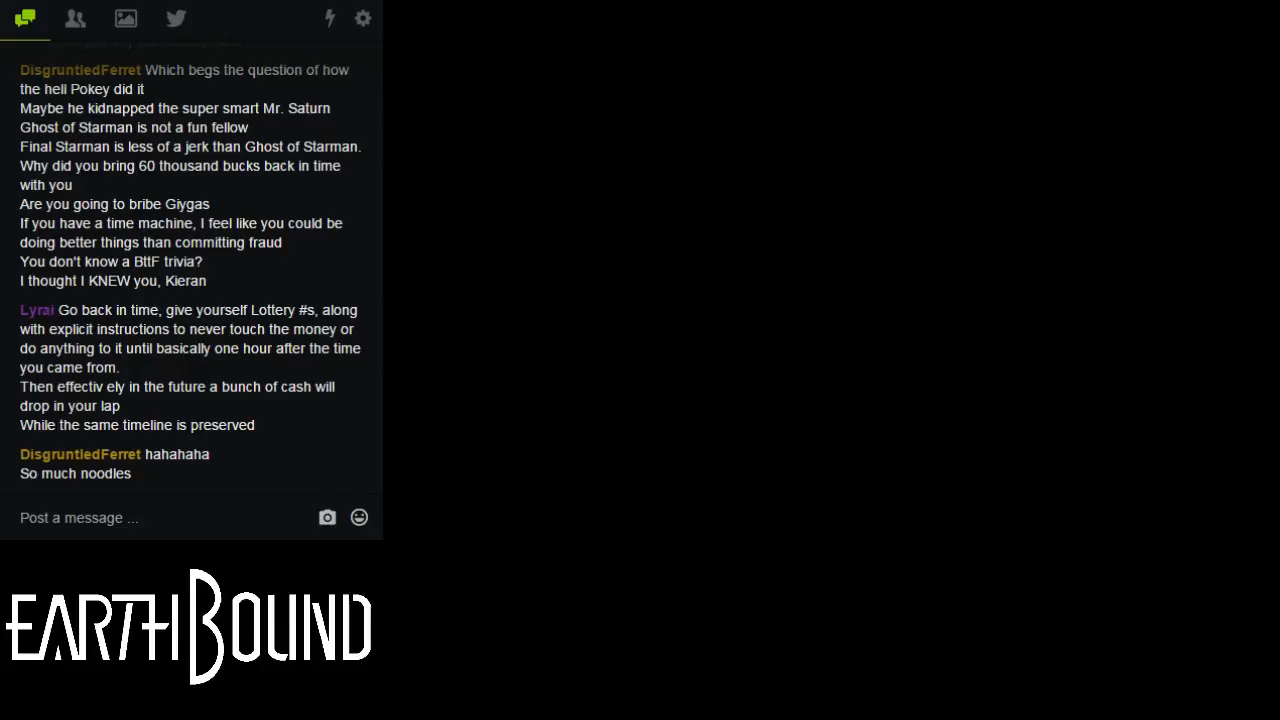 DisgruntledFerret Which begs the question of how
the hell Pokey did it
Maybe he kidnapped the super smart Mr. Saturn
Ghost of Starman is not a fun fellow
Final Starman is less of a jerk than Ghost of Starman.
Why did you bring 60 thousand bucks back in time
with you
Are you going to bribe Giygas
If you have a time machine, I feel like you could be
doing better things than committing fraud
You don't know a BttF trivia?
I thought I KNEW you, Kieran
Lyrai Go back in time, give yourself Lottery #s, along
with explicit instructions to never touch the money or
do anything to it until basically one hour after the time
you came from.
Then effectiv ely in the future a bunch of cash will
drop in your lap
While the same timeline is preserved
DisgruntledFerret hahahaha
So much noodles
Post a message ...
EARTHBOUND